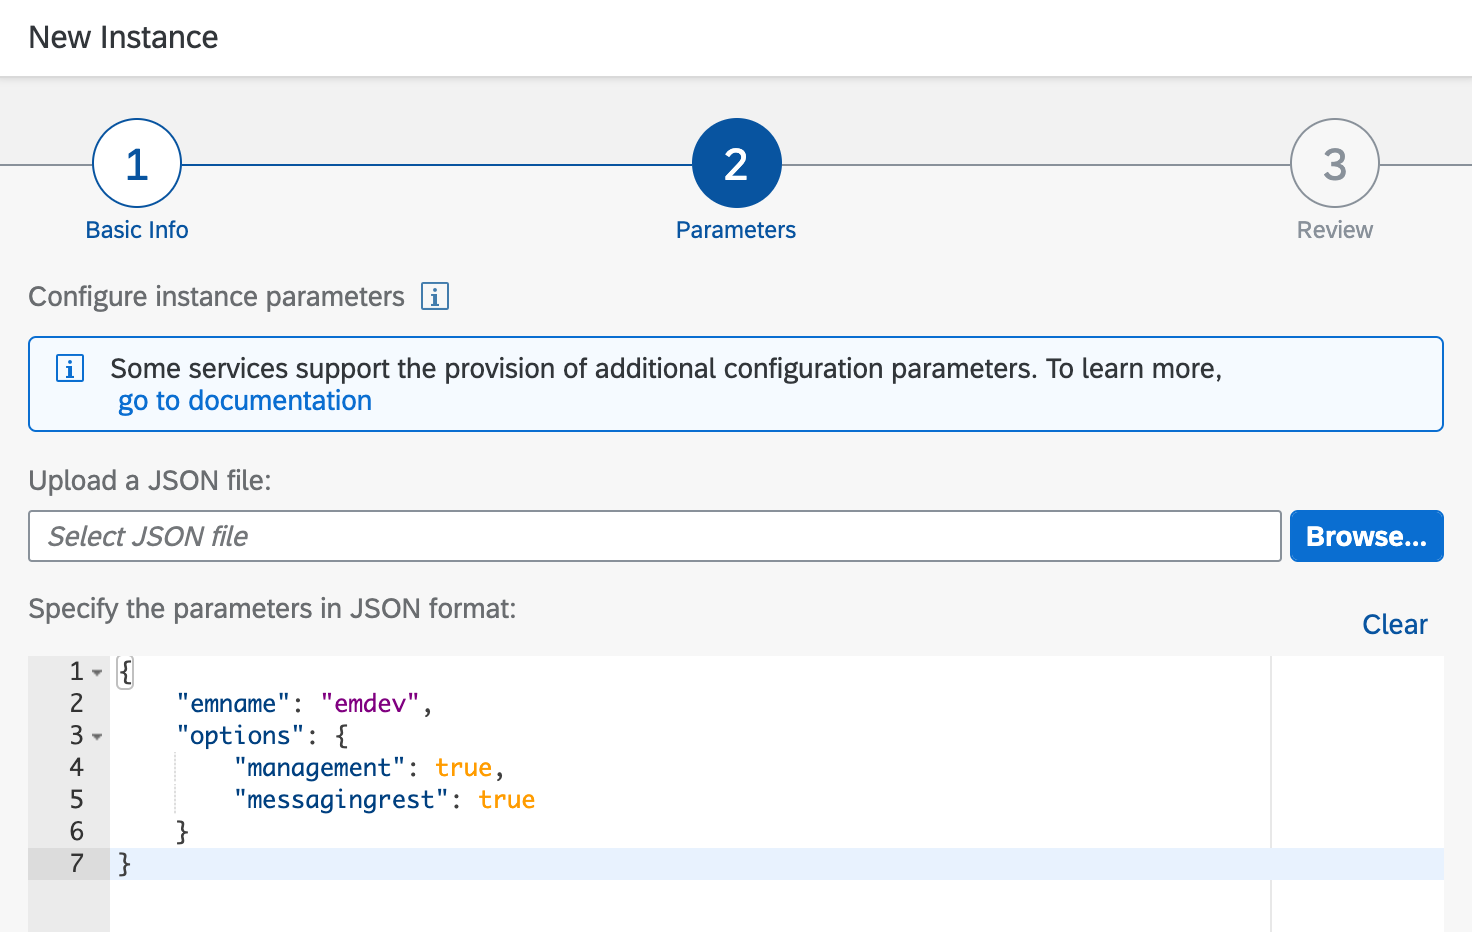 New Instance
1
2
3
Basic Info
Parameters
Review
Configure instance parameters
Some services support the provision of additional configuration parameters. To learn more,
go to documentation
Upload a JSON file:
Select JSON file
Browse...
Specify the parameters in JSON format:
Clear
1 {
2     "emname": "emdev",
3     "options": {
4         "management": true,
5         "messagingrest": true
6     }
7 }